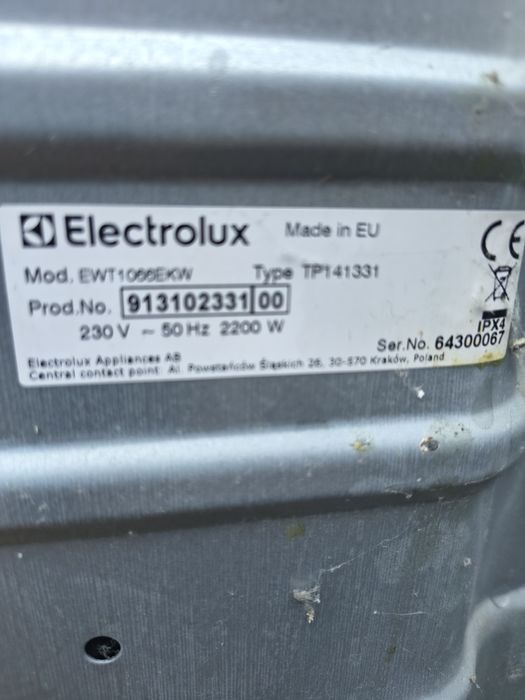 Electrolux Made in EU
CE
Mod. EWT1066EKW Type TP141331
Prod.No. 913102331 00
230 V ~ 50 Hz 2200 W
IPX4
Ser.No. 64300067
Electrolux Appliances AB
Central contact point: Al. Powstańców Śląskich 26, 30-570 Kraków, Poland